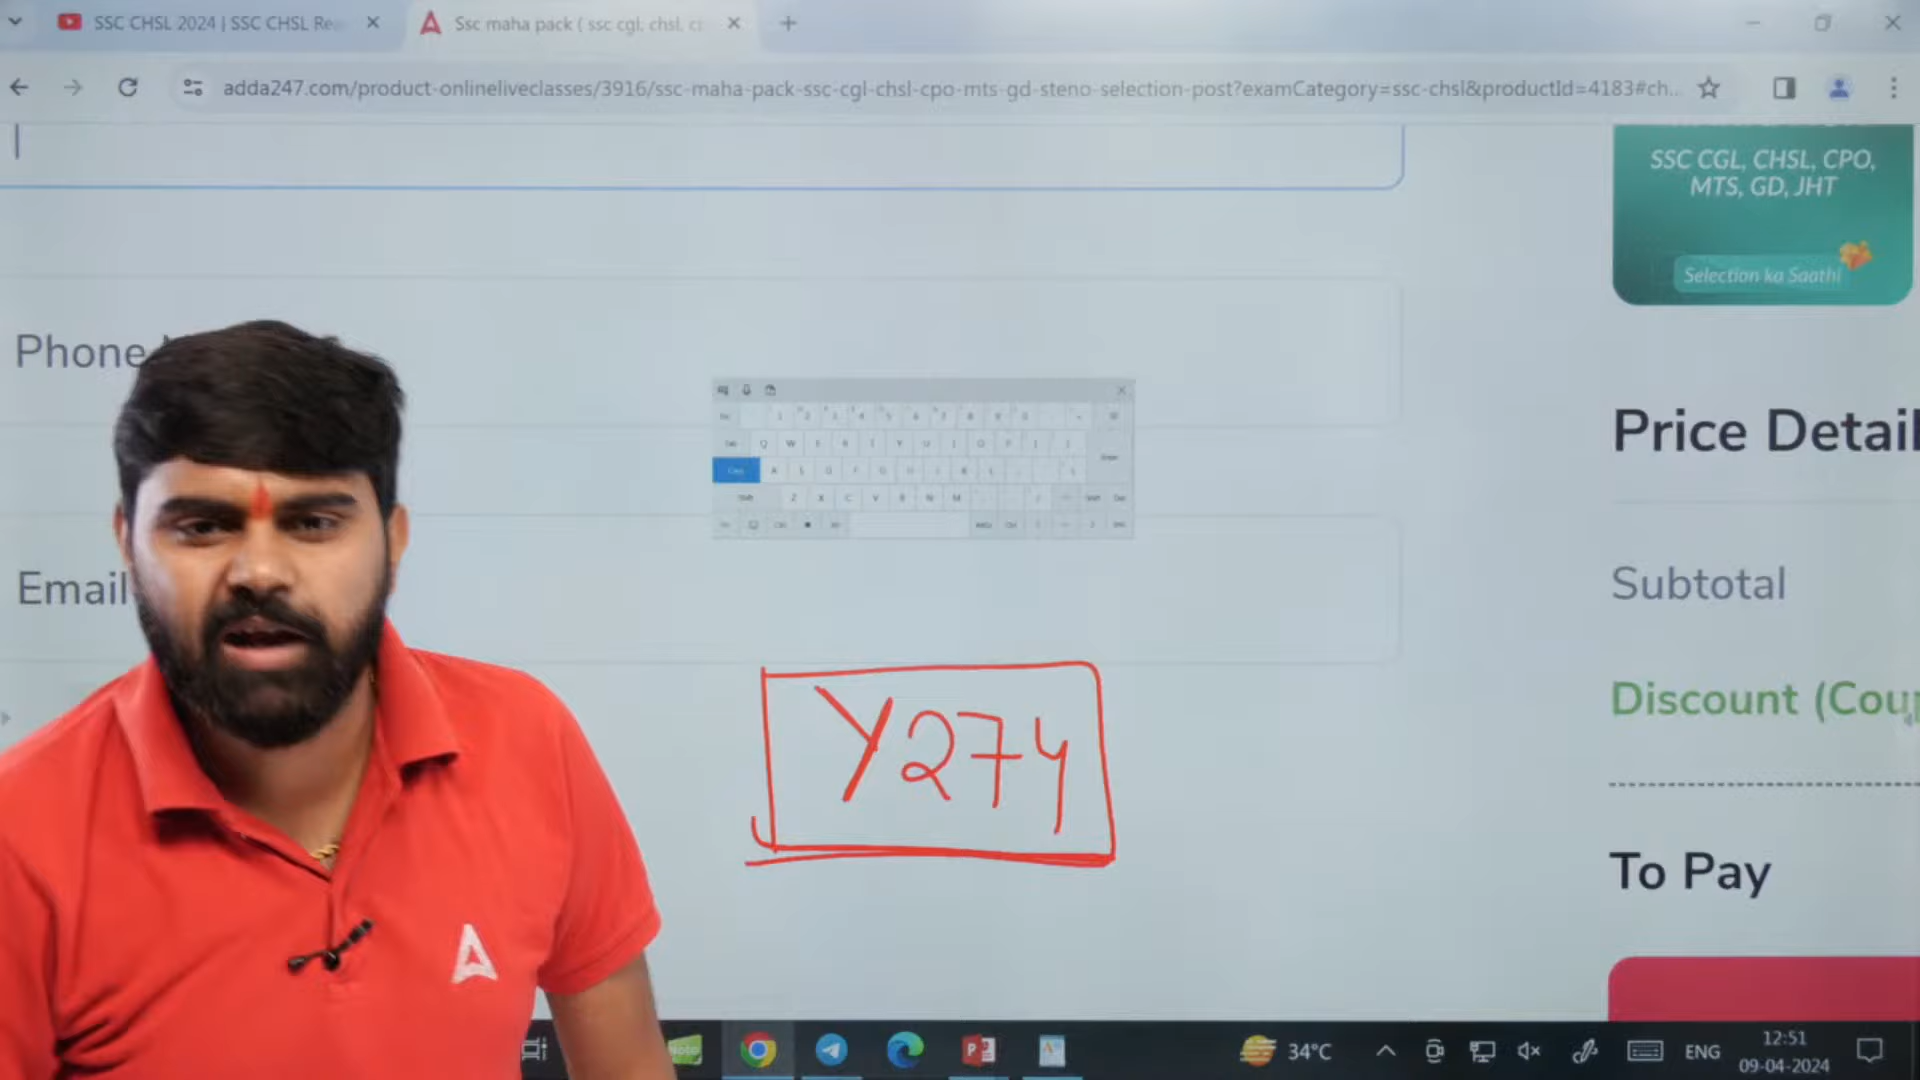 SSC CHSL 2024 | SSC CHSL Re
Ssc maha pack ( ssc cgl, chsl, c
adda247.com/product-onlineliveclasses/3916/ssc-maha-pack-ssc-cgl-chsl-cpo-mts-gd-steno-selection-post?examCategory=ssc-chsl&productId=4183#ch...
SSC CGL, CHSL, CPO,
MTS, GD, JHT
Selection ka Saathi
Phone
Email
Price Detail
Subtotal
Discount (Coup
To Pay
Y274
34°C
ENG
12:51
09-04-2024